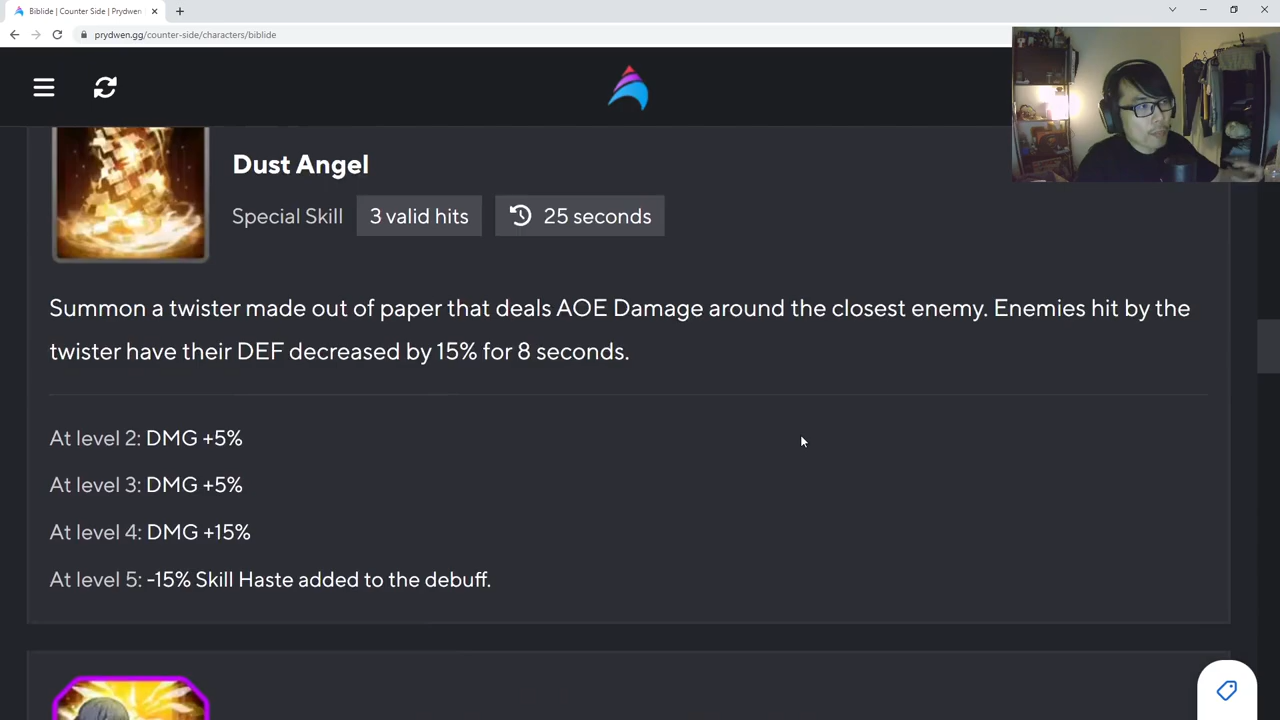 Biblide | Counter Side | Prydwen
prydwen.gg/counter-side/characters/biblide
Dust Angel
Special Skill 3 valid hits 25 seconds
Summon a twister made out of paper that deals AOE Damage around the closest enemy. Enemies hit by the
twister have their DEF decreased by 15% for 8 seconds.
At level 2: DMG +5%
At level 3: DMG +5%
At level 4: DMG +15%
At level 5: -15% Skill Haste added to the debuff.